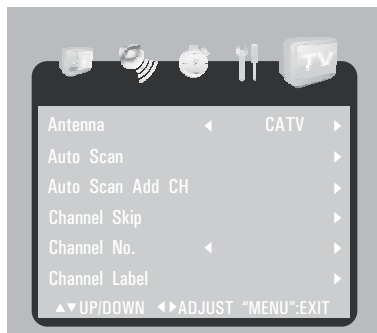 TV
Antenna ◀ CATV ▶
Auto Scan ▶
Auto Scan Add CH ▶
Channel Skip ▶
Channel No. ◀ ▶
Channel Label ▶
▲▼UP/DOWN ◀▶ADJUST “MENU”:EXIT